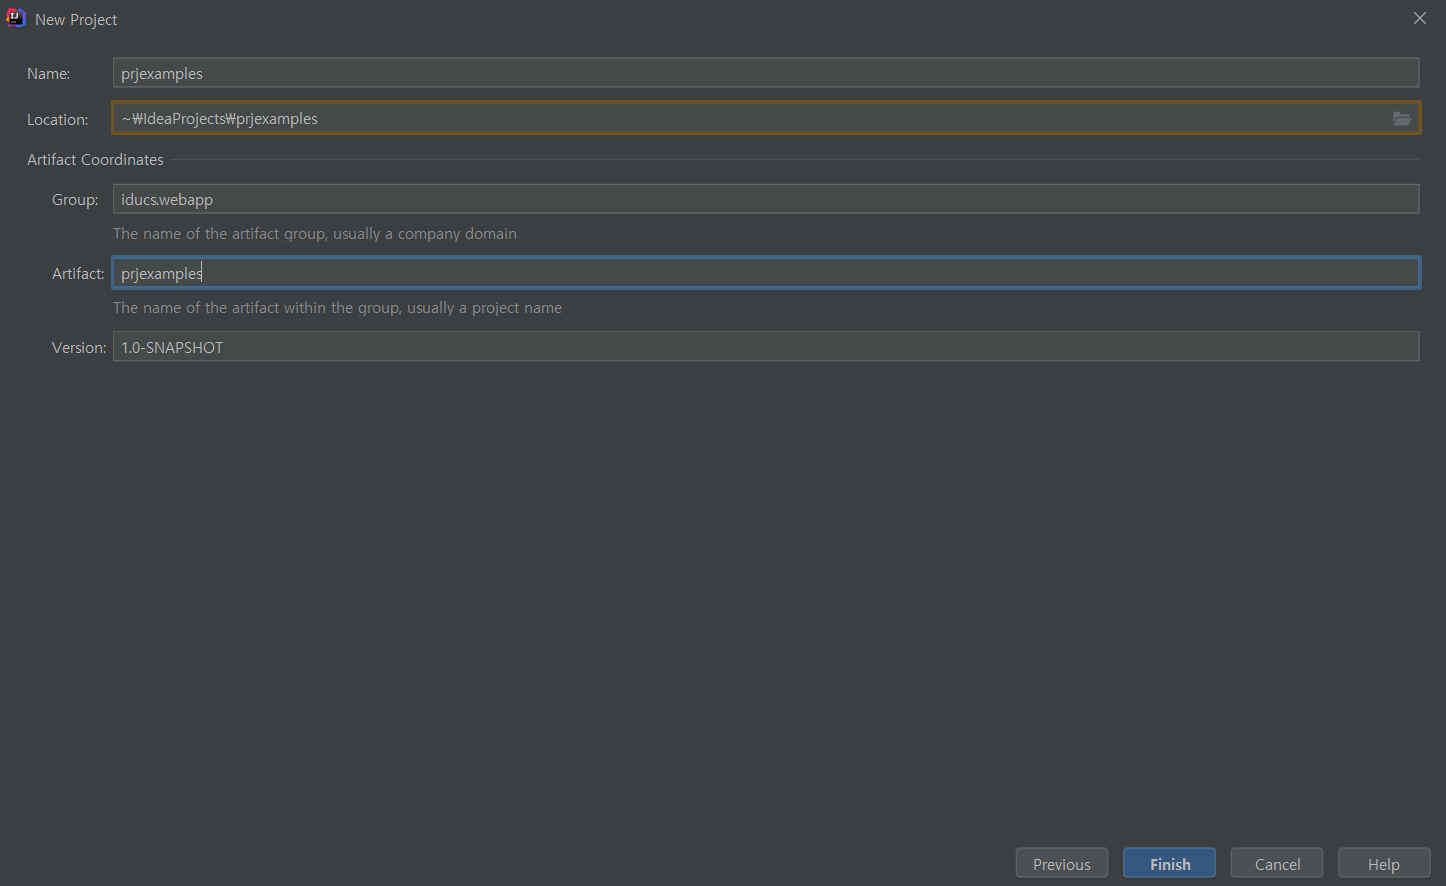 New Project
Name: prjexamples
Location: ~₩IdeaProjects₩prjexamples
Artifact Coordinates
Group: iducs.webapp
The name of the artifact group, usually a company domain
Artifact: prjexamples
The name of the artifact within the group, usually a project name
Version: 1.0-SNAPSHOT
Previous Finish Cancel Help